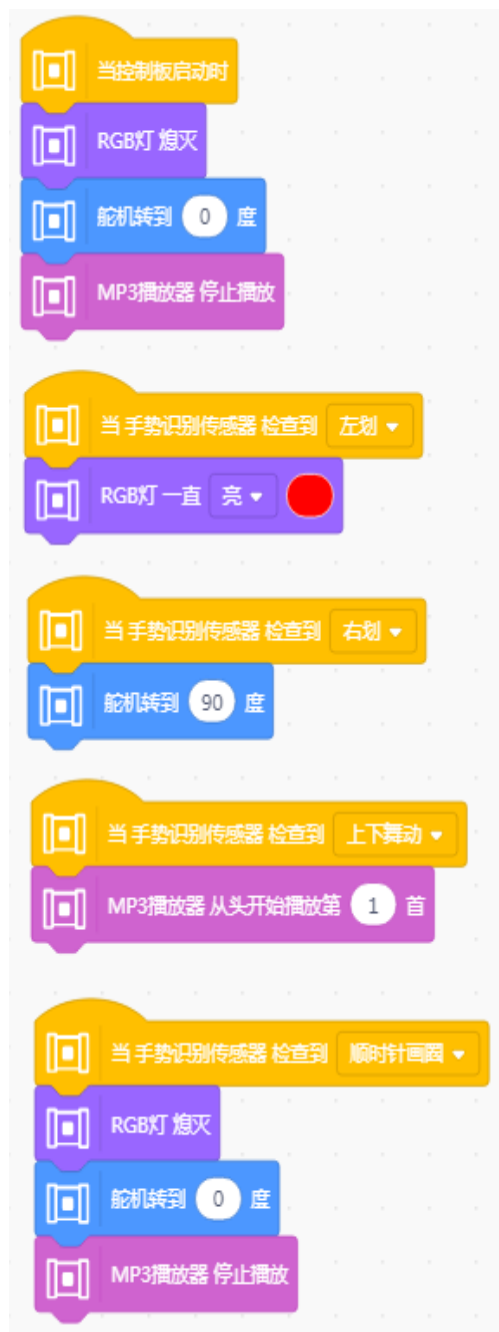 当控制板启动时
RGB灯 熄灭
舵机转到 0 度
MP3播放器 停止播放
当 手势识别传感器 检查到 左划
RGB灯 一直 亮
当 手势识别传感器 检查到 右划
舵机转到 90 度
当 手势识别传感器 检查到 上下舞动
MP3播放器 从头开始播放第 1 首
当 手势识别传感器 检查到 顺时针画圆
RGB灯 熄灭
舵机转到 0 度
MP3播放器 停止播放